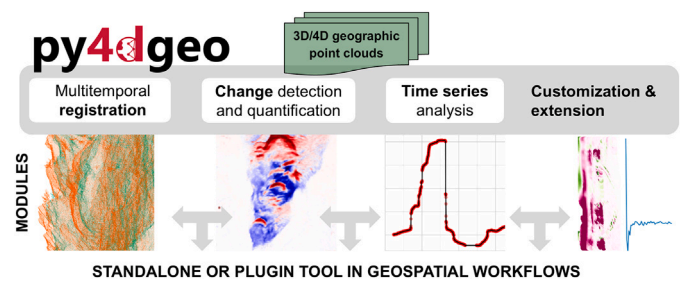 py4dgeo
3D/4D geographic
point clouds
Multitemporal
registration
Change detection
and quantification
Time series
analysis
Customization &
extension
MODULES
STANDALONE OR PLUGIN TOOL IN GEOSPATIAL WORKFLOWS